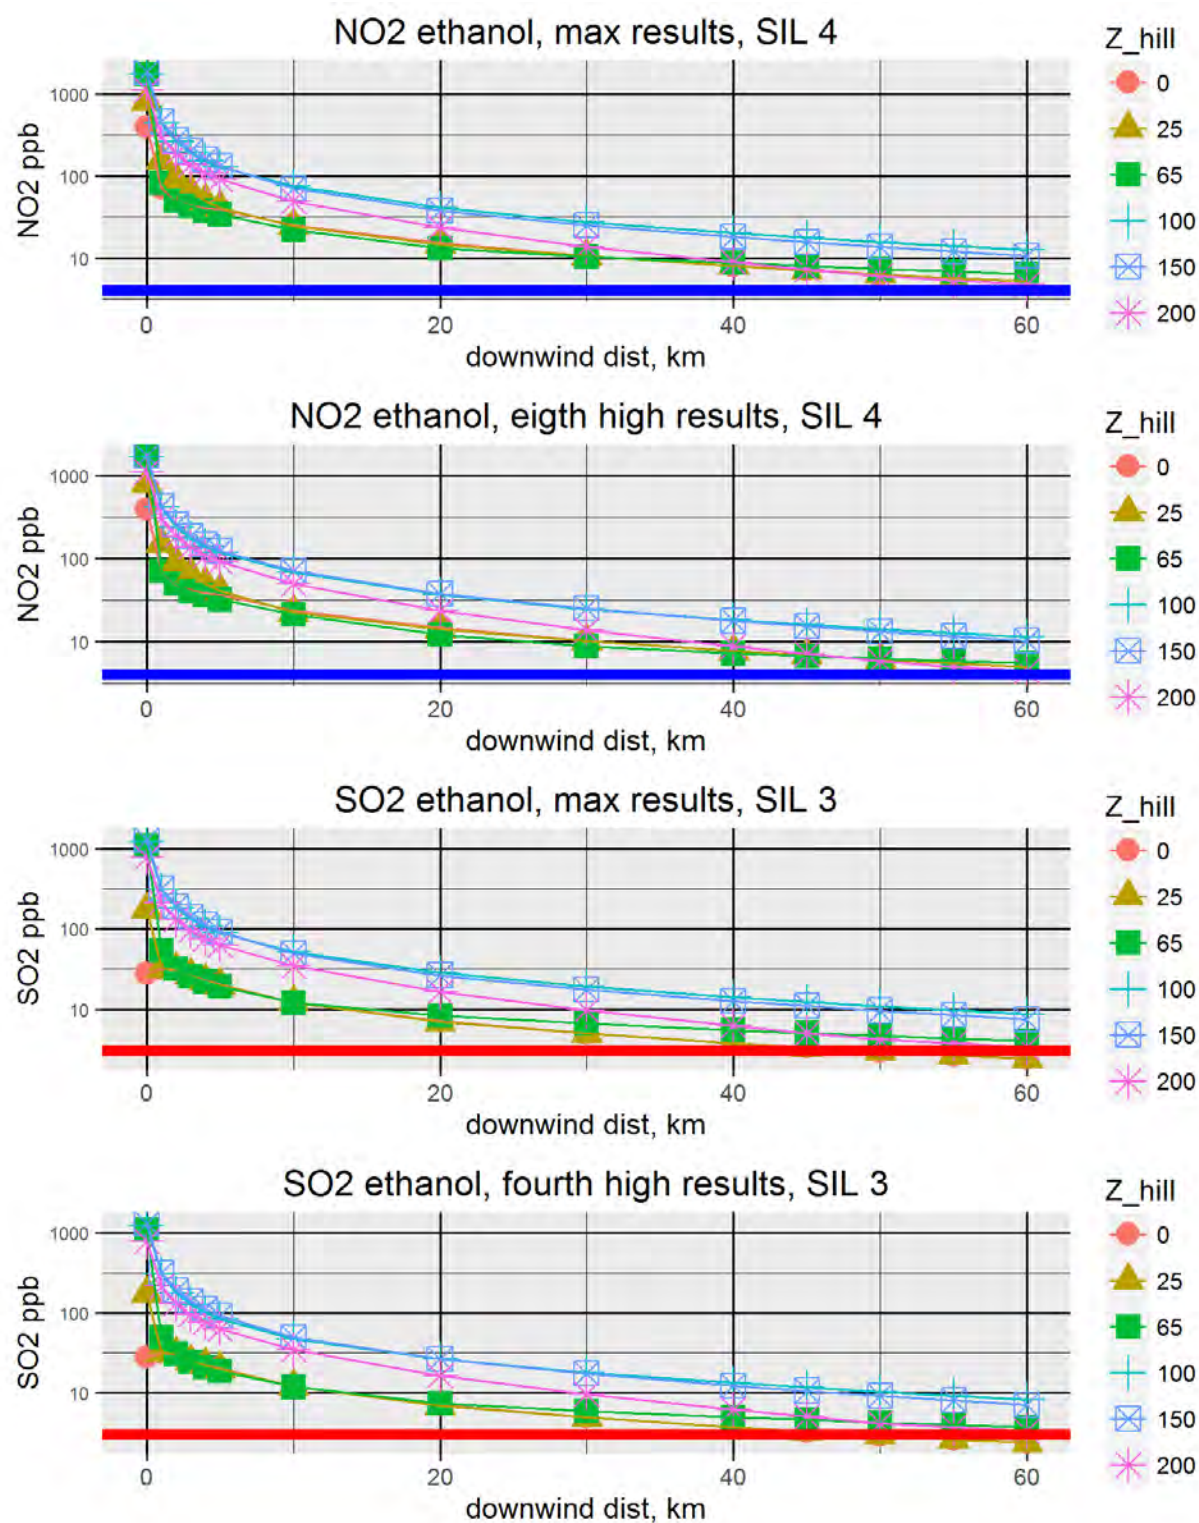 NO2 ethanol, max results, SIL 4
NO2 ppb
1000
100
10
0 20 40 60
downwind dist, km
Z_hill
0
25
65
100
150
200
NO2 ethanol, eigth high results, SIL 4
NO2 ppb
1000
100
10
0 20 40 60
downwind dist, km
Z_hill
0
25
65
100
150
200
SO2 ethanol, max results, SIL 3
SO2 ppb
1000
100
10
0 20 40 60
downwind dist, km
Z_hill
0
25
65
100
150
200
SO2 ethanol, fourth high results, SIL 3
SO2 ppb
1000
100
10
0 20 40 60
downwind dist, km
Z_hill
0
25
65
100
150
200